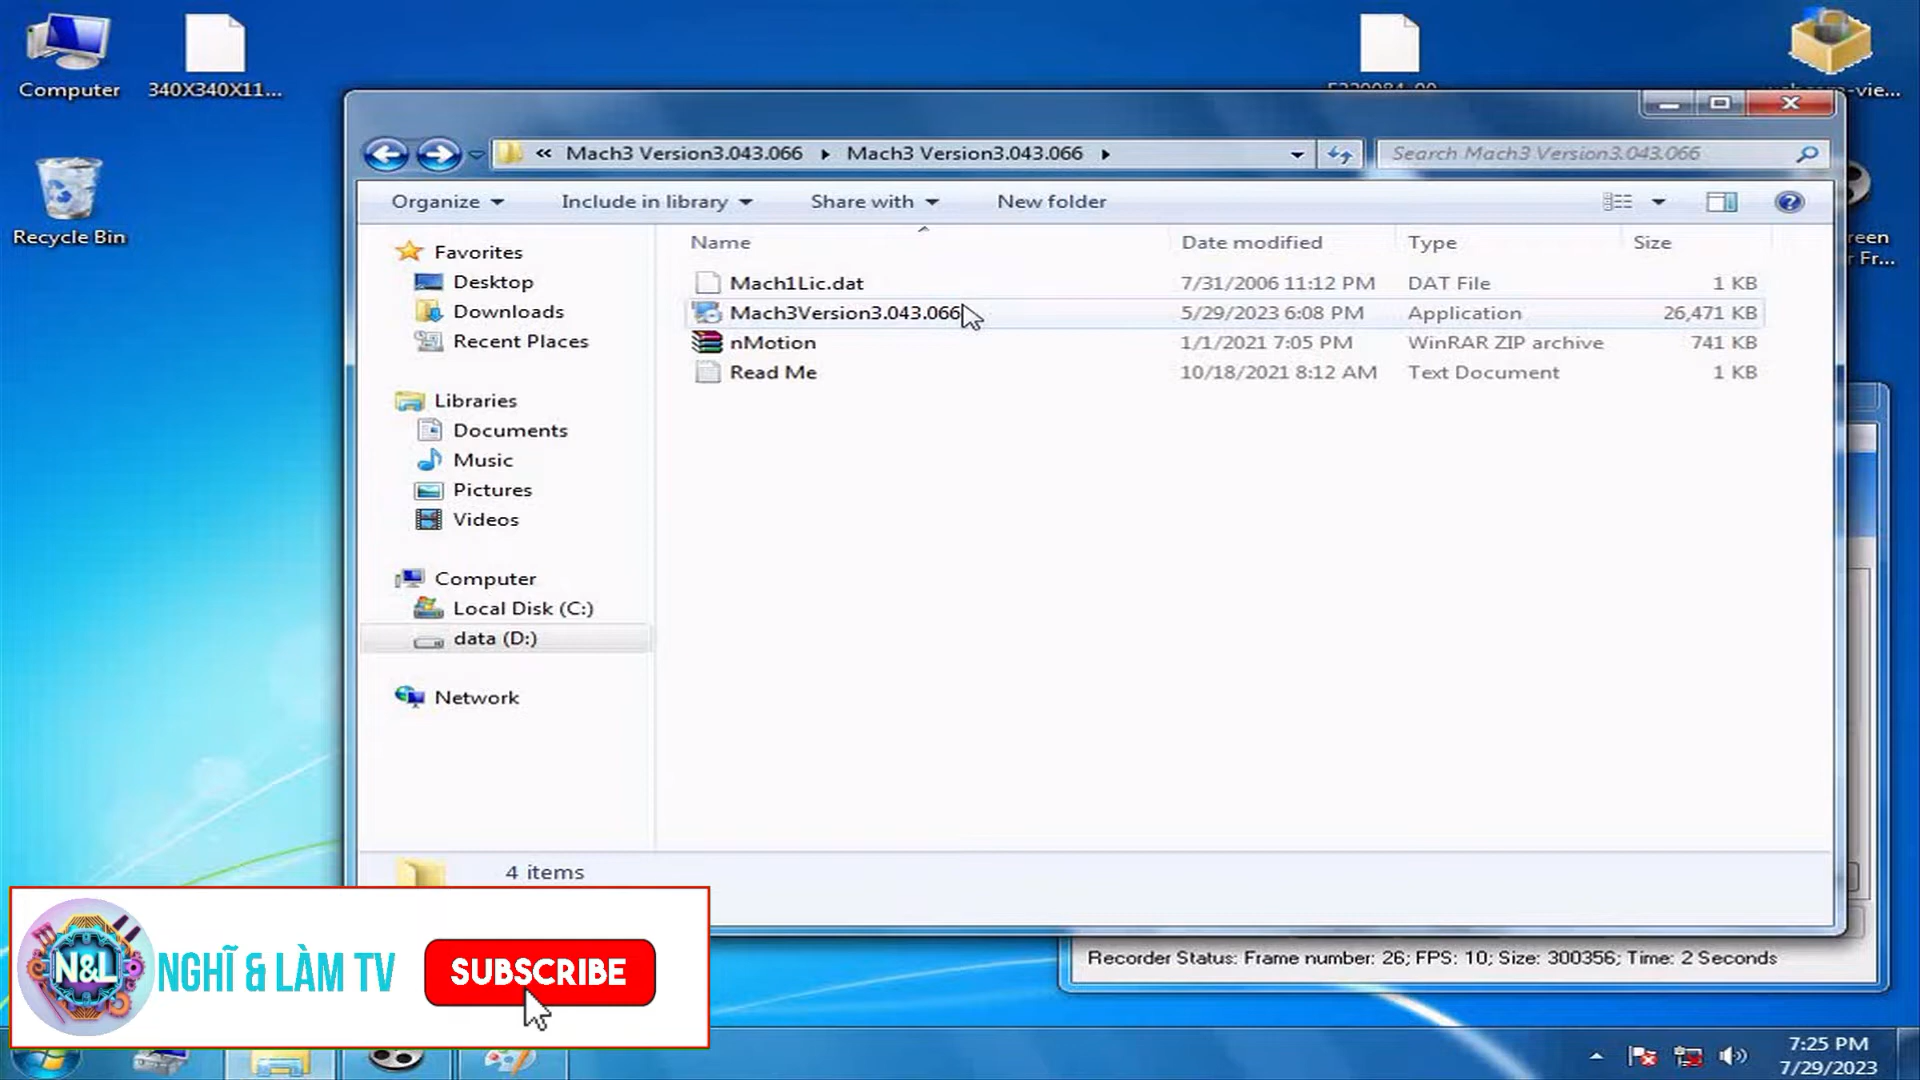 Computer
340X340X11...
Recycle Bin
Mach3 Version3.043.066
Mach3 Version3.043.066
Search Mach3 Version3.043.066
Organize
Include in library
Share with
New folder
Name
Date modified
Type
Size
Favorites
Desktop
Downloads
Recent Places
Libraries
Documents
Music
Pictures
Videos
Computer
Local Disk (C:)
data (D:)
Network
Mach1Lic.dat 7/31/2006 11:12 PM DAT File 1 KB
Mach3Version3.043.066 5/29/2023 6:08 PM Application 26,471 KB
nMotion 1/1/2021 7:05 PM WinRAR ZIP archive 741 KB
Read Me 10/18/2021 8:12 AM Text Document 1 KB
4 items
N&L
NGHĨ & LÀM TV
SUBSCRIBE
Recorder Status: Frame number: 26; FPS: 10; Size: 300356; Time: 2 Seconds
7:25 PM
7/29/2023